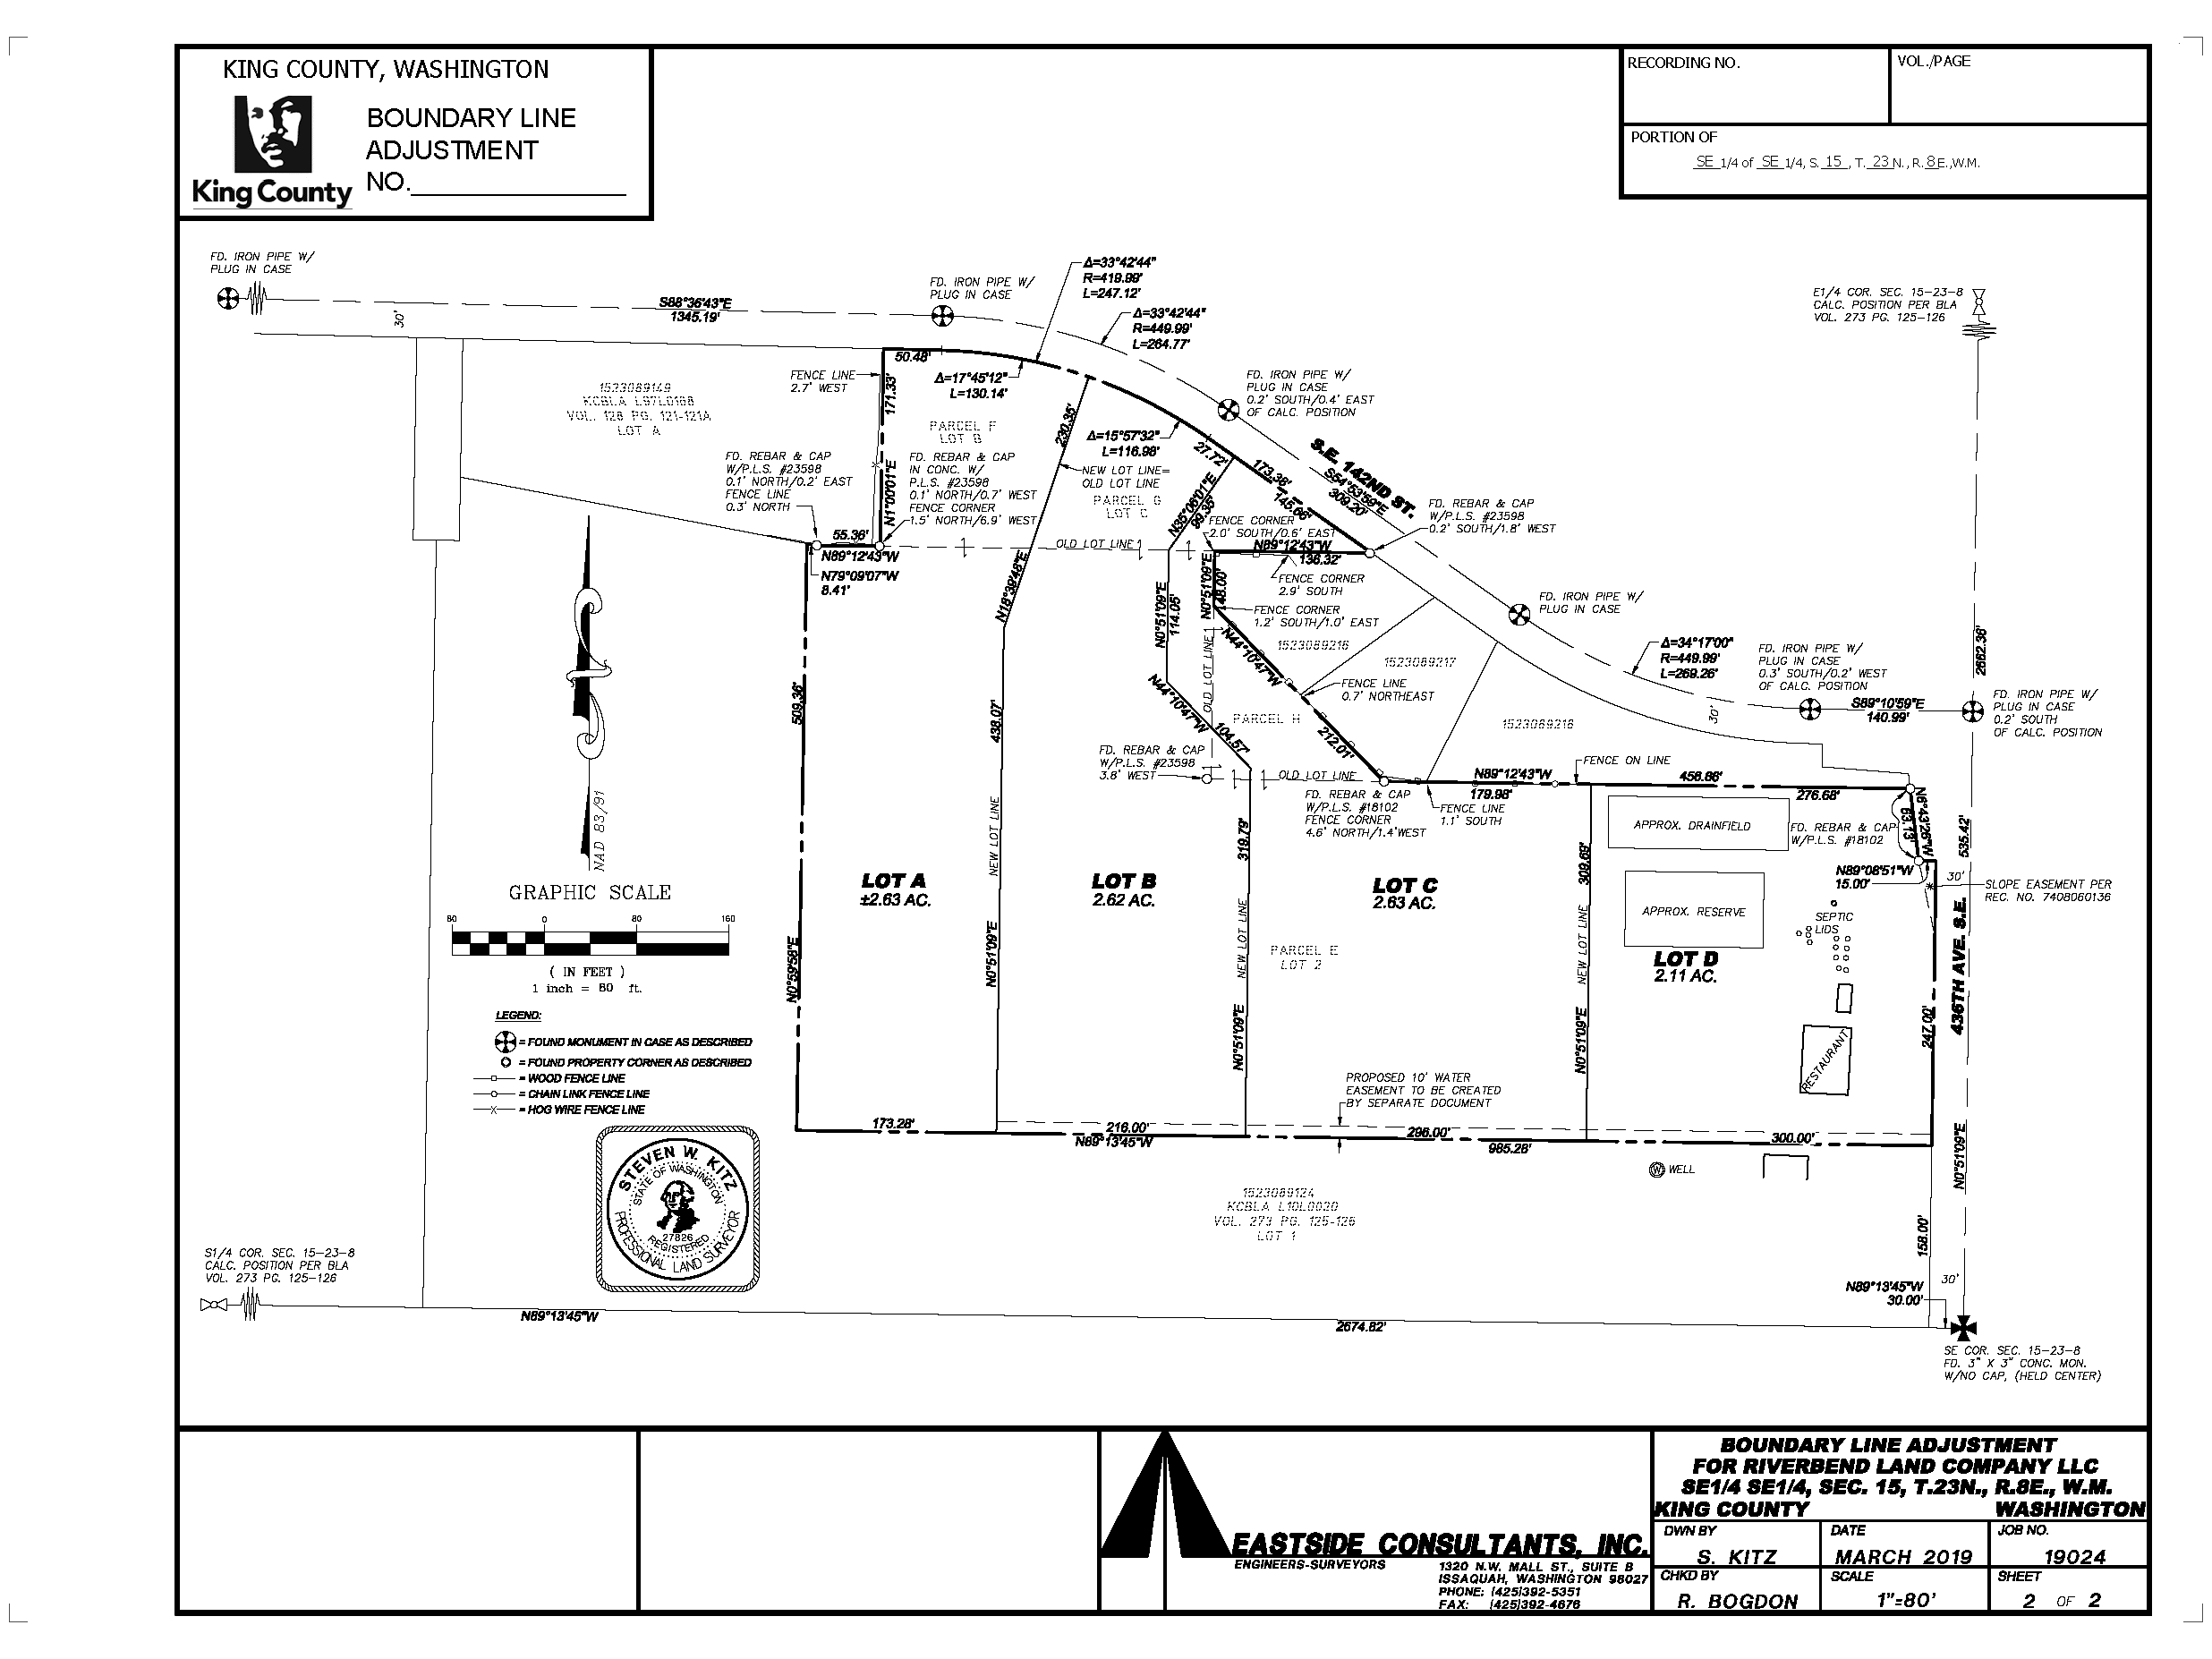 KING COUNTY, WASHINGTON
BOUNDARY LINE
ADJUSTMENT
NO.
King County
RECORDING NO.
VOL./PAGE
PORTION OF
SE 1/4 of SE 1/4, S. 15, T. 23 N., R. 8 E.,W.M.
FD. IRON PIPE W/
PLUG IN CASE
S88°36'43"E
1345.19'
30'
FD. IRON PIPE W/
PLUG IN CASE
Δ=33°42'44"
R=419.99'
L=247.12'
Δ=33°42'44"
R=449.99'
L=264.77'
E1/4 COR. SEC. 15-23-8
CALC. POSITION PER BLA
VOL. 273 PG. 125-126
50.48'
FENCE LINE
2.7' WEST
171.33'
N1°00'01"E
Δ=17°45'12"
L=130.14'
FD. IRON PIPE W/
PLUG IN CASE
0.2' SOUTH/0.4' EAST
OF CALC. POSITION
1523089149
KCBLA L97L0188
VOL. 128 PG. 121-121A
LOT A
PARCEL F
LOT B
230.35'
N18°39'48"E
Δ=15°57'32"
L=116.98'
27.72'
S.E. 142ND ST.
S54°53'59"E
309.20'
173.38'
145.66'
FD. REBAR & CAP
W/P.L.S. #23598
0.1' NORTH/0.2' EAST
FENCE LINE
0.3' NORTH
FD. REBAR & CAP
IN CONC. W/
P.L.S. #23598
0.1' NORTH/0.7' WEST
FENCE CORNER
1.5' NORTH/6.9' WEST
NEW LOT LINE=
OLD LOT LINE
PARCEL G
LOT C
N35°06'01"E
99.35'
FENCE CORNER
2.0' SOUTH/0.6' EAST
FD. REBAR & CAP
W/P.L.S. #23598
0.2' SOUTH/1.8' WEST
55.36'
N89°12'43"W
N79°09'07"W
8.41'
OLD LOT LINE
N89°12'43"W
136.32'
FENCE CORNER
2.9' SOUTH
N0°51'09"E
148.00'
FENCE CORNER
1.2' SOUTH/1.0' EAST
N0°51'09"E
114.05'
OLD LOT LINE
N44°10'47"W
212.01'
1523089216
1523089217
FD. IRON PIPE W/
PLUG IN CASE
Δ=34°17'00"
R=449.99'
L=269.26'
FD. IRON PIPE W/
PLUG IN CASE
0.3' SOUTH/0.2' WEST
OF CALC. POSITION
2662.36'
30'
S89°10'59"E
140.99'
FD. IRON PIPE W/
PLUG IN CASE
0.2' SOUTH
OF CALC. POSITION
FENCE LINE
0.7' NORTHEAST
N44°10'47"W
104.57'
PARCEL H
1523089218
509.36'
N0°59'58"E
438.07'
N0°51'09"E
NEW LOT LINE
FD. REBAR & CAP
W/P.L.S. #23598
3.8' WEST
OLD LOT LINE
FENCE ON LINE
N89°12'43"W
456.66'
179.98'
276.68'
FD. REBAR & CAP
W/P.L.S. #18102
FENCE CORNER
4.6' NORTH/1.4'WEST
FENCE LINE
1.1' SOUTH
APPROX. DRAINFIELD
FD. REBAR & CAP
W/P.L.S. #18102
N6°43'26"W
63.13'
535.42'
N89°08'51"W
15.00'
30'
SLOPE EASEMENT PER
REC. NO. 7408060136
NAD 83/91
GRAPHIC SCALE
80 0 80 160
( IN FEET )
1 inch = 80 ft.
LOT A
±2.63 AC.
LOT B
2.62 AC.
LOT C
2.63 AC.
LOT D
2.11 AC.
319.79'
NEW LOT LINE
N0°51'09"E
309.69'
NEW LOT LINE
N0°51'09"E
APPROX. RESERVE
SEPTIC
LIDS
PARCEL E
LOT 2
436TH AVE. S.E.
247.00'
N0°51'09"E
RESTAURANT
LEGEND:
= FOUND MONUMENT IN CASE AS DESCRIBED
= FOUND PROPERTY CORNER AS DESCRIBED
= WOOD FENCE LINE
= CHAIN LINK FENCE LINE
= HOG WIRE FENCE LINE
PROPOSED 10' WATER
EASEMENT TO BE CREATED
BY SEPARATE DOCUMENT
173.28'
216.00'
N89°13'45"W
296.00'
985.28'
300.00'
W WELL
STEVEN W. KITZ
STATE OF WASHINGTON
27826
REGISTERED
PROFESSIONAL LAND SURVEYOR
1523089124
KCBLA L10L0020
VOL. 273 PG. 125-126
LOT 1
158.00'
S1/4 COR. SEC. 15-23-8
CALC. POSITION PER BLA
VOL. 273 PG. 125-126
N89°13'45"W
2674.82'
N89°13'45"W
30.00'
30'
SE COR. SEC. 15-23-8
FD. 3" X 3" CONC. MON.
W/NO CAP, (HELD CENTER)
EASTSIDE CONSULTANTS, INC.
ENGINEERS-SURVEYORS
1320 N.W. MALL ST., SUITE B
ISSAQUAH, WASHINGTON 98027
PHONE: (425)392-5351
FAX: (425)392-4676
BOUNDARY LINE ADJUSTMENT
FOR RIVERBEND LAND COMPANY LLC
SE1/4 SE1/4, SEC. 15, T.23N., R.8E., W.M.
KING COUNTY WASHINGTON
DWN BY
S. KITZ
DATE
MARCH 2019
JOB NO.
19024
CHKD BY
R. BOGDON
SCALE
1"=80'
SHEET
2 OF 2